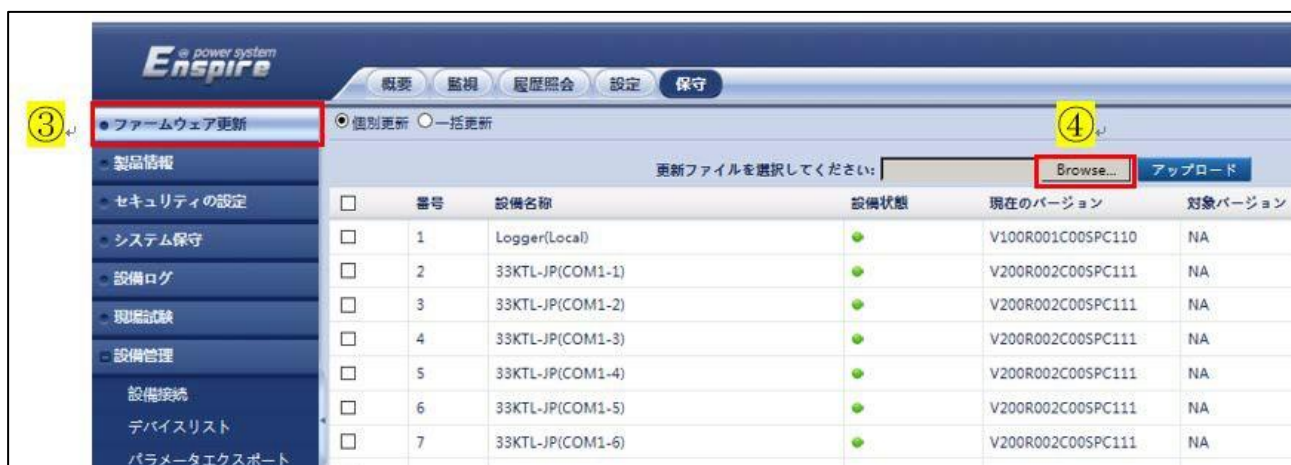 @ power system
Enspire
概要 監視 履歴照会 設定 保守
③
●ファームウェア更新
個別更新 一括更新
④
製品情報
更新ファイルを選択してください:
Browse...
アップロード
セキュリティの設定
番号 設備名称 設備状態 現在のバージョン 対象バージョン
システム保守
1 Logger(Local) V100R001C00SPC110 NA
設備ログ
2 33KTL-JP(COM1-1) V200R002C00SPC111 NA
現場試験
3 33KTL-JP(COM1-2) V200R002C00SPC111 NA
4 33KTL-JP(COM1-3) V200R002C00SPC111 NA
設備管理
5 33KTL-JP(COM1-4) V200R002C00SPC111 NA
設備接続
6 33KTL-JP(COM1-5) V200R002C00SPC111 NA
デバイスリスト
7 33KTL-JP(COM1-6) V200R002C00SPC111 NA
パラメータエクスポート